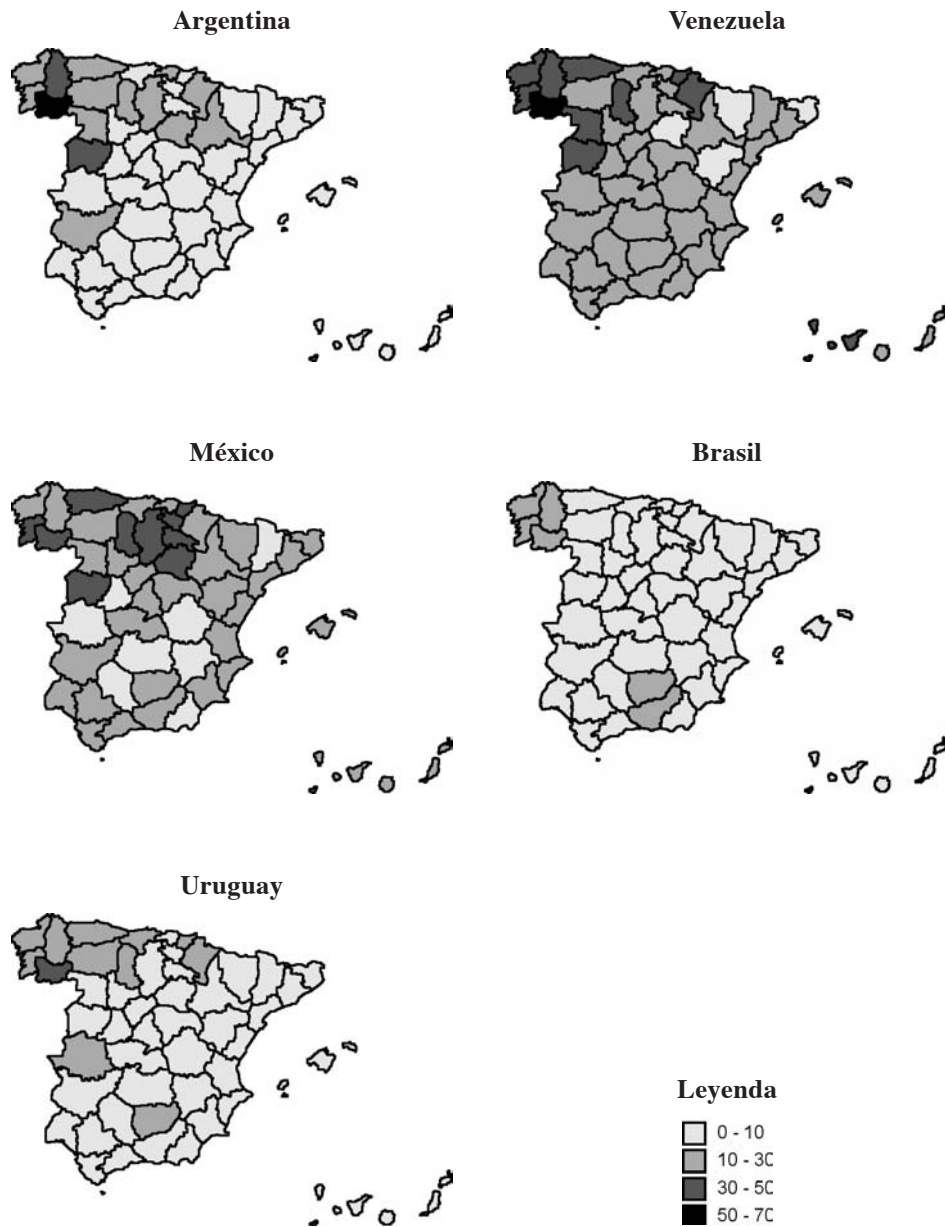 Argentina
Venezuela
México
Brasil
Uruguay
Leyenda
0 - 10
10 - 30
30 - 50
50 - 70